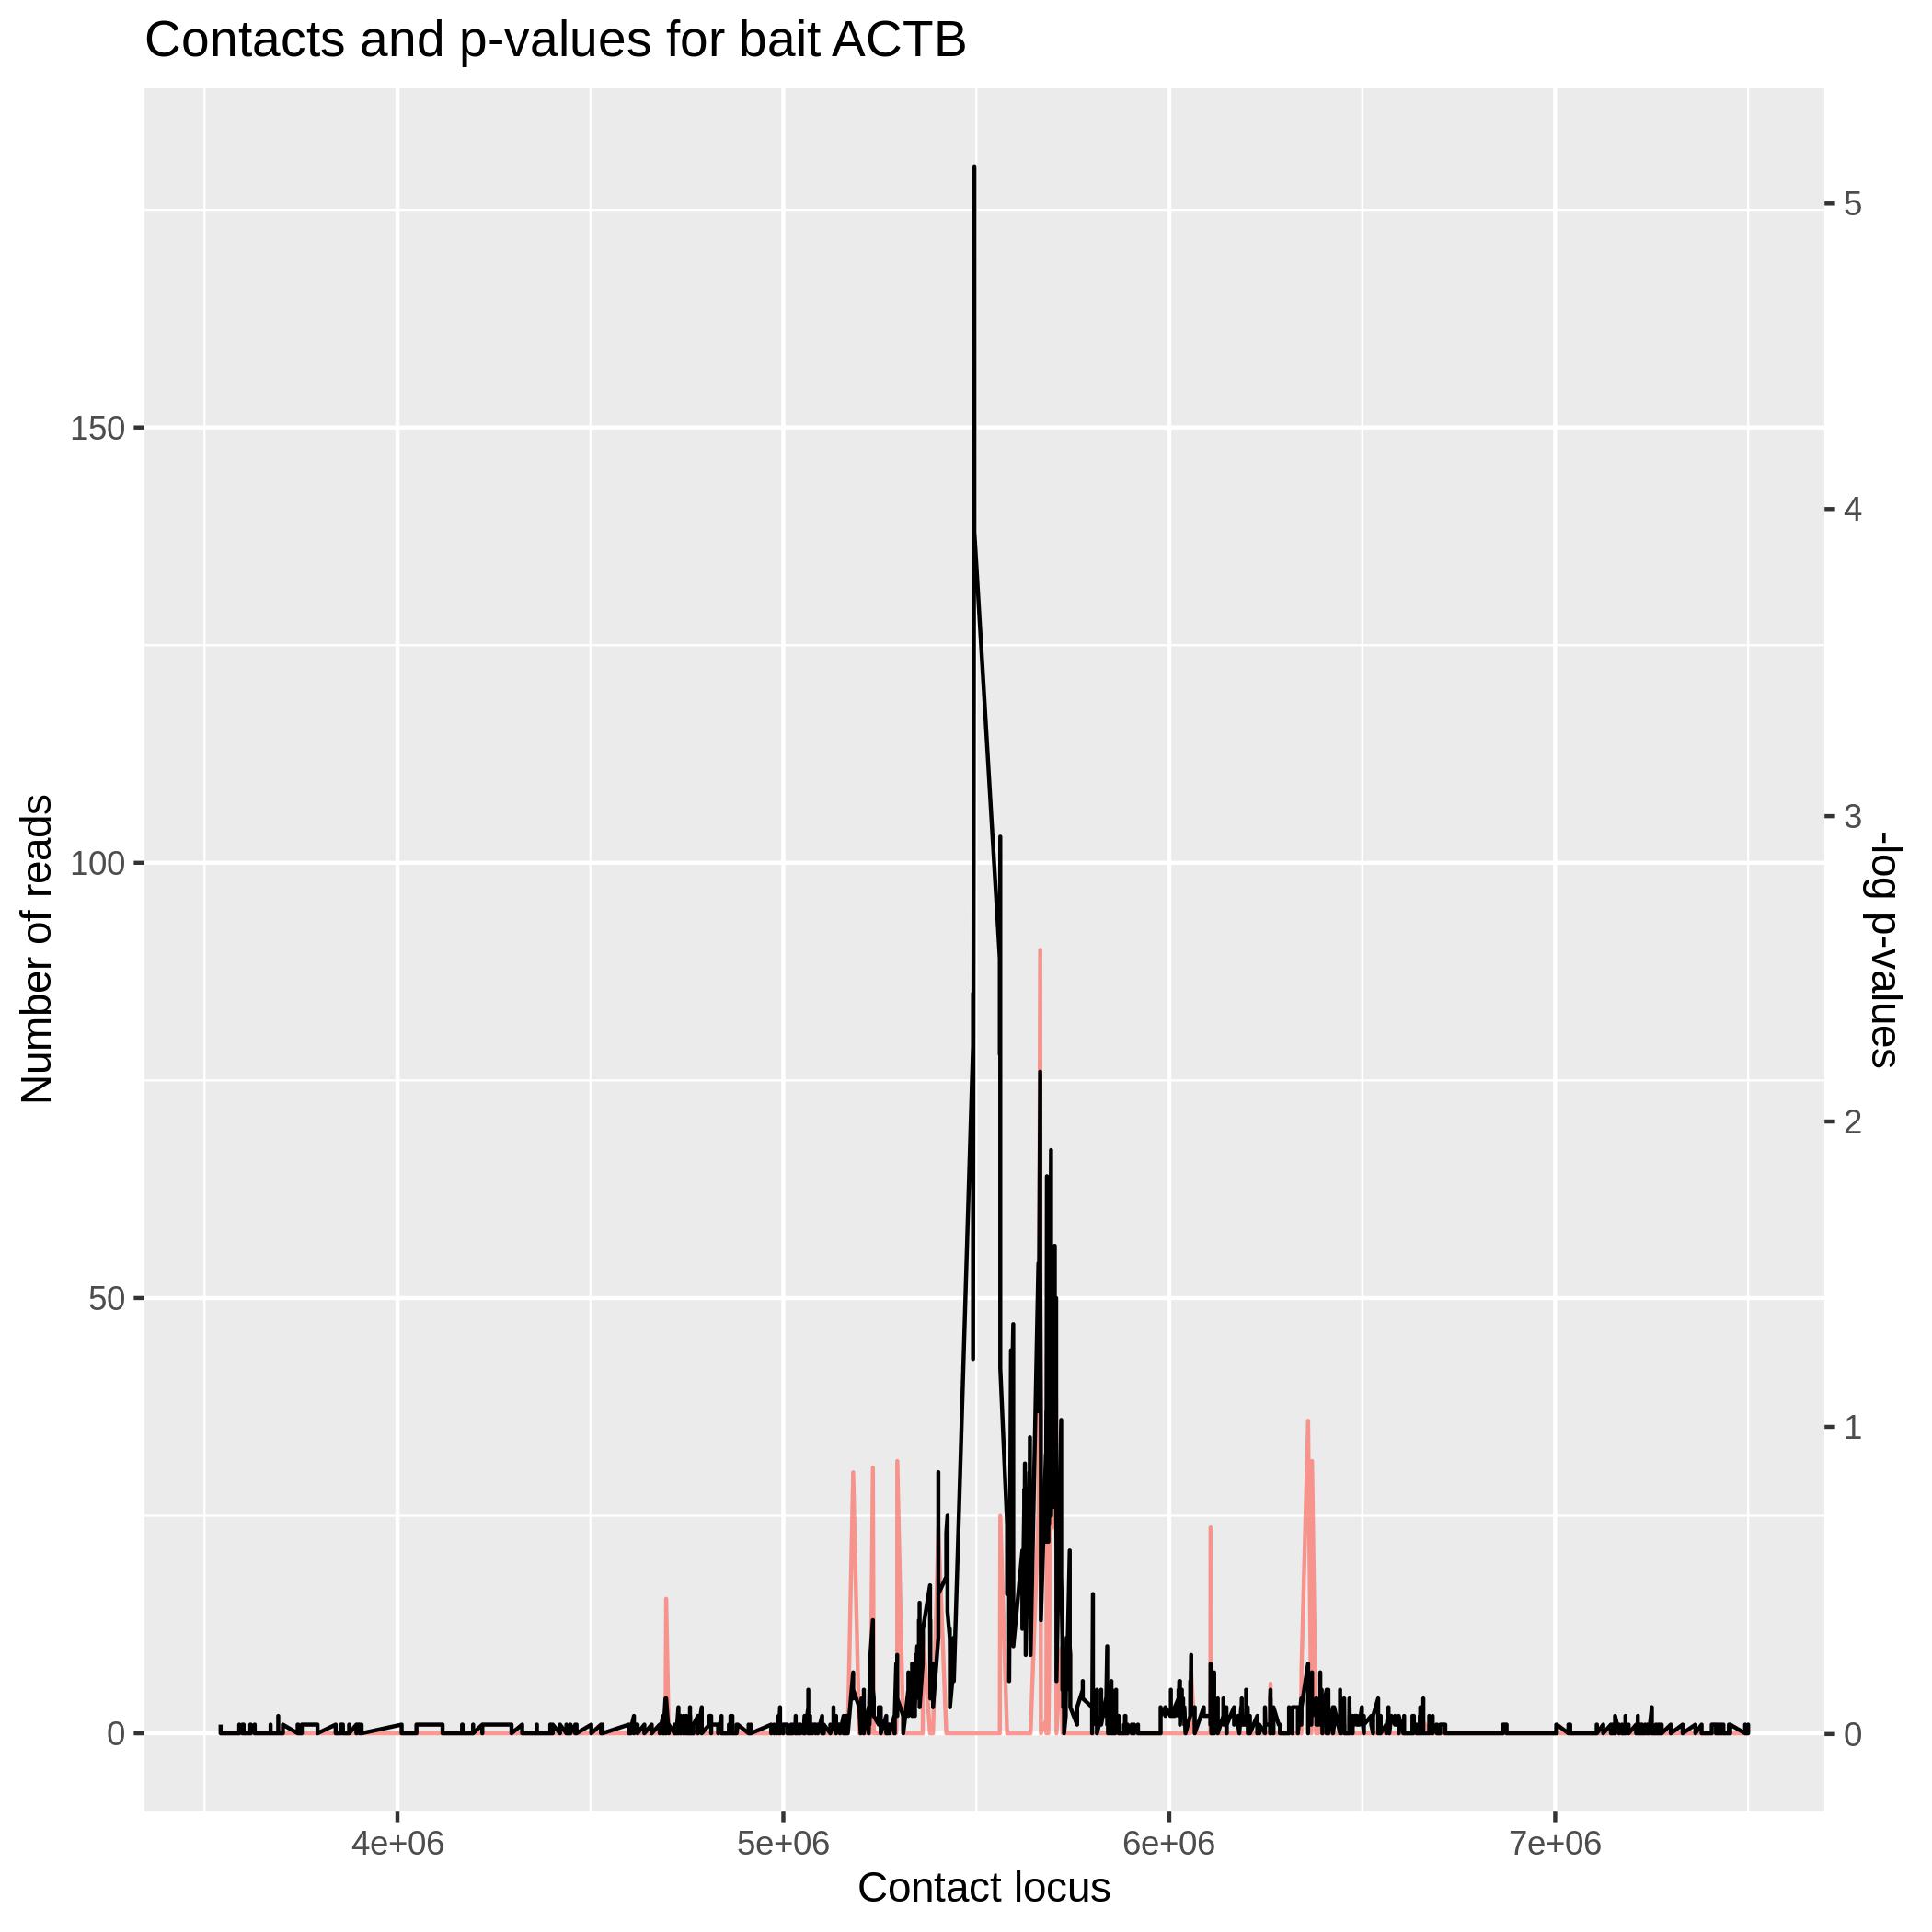 Contacts and p-values for bait ACTB
Number of reads
150
100
50
0
5
4
3
2
1
0
-log p-values
4e+06
5e+06
6e+06
7e+06
Contact locus